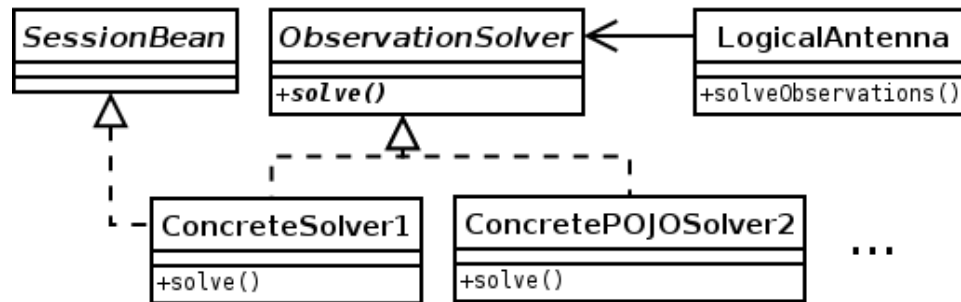 SessionBean
ObservationSolver
+solve()
LogicalAntenna
+solveObservations()
ConcreteSolver1
+solve()
ConcretePOJOSolver2
+solve()
...